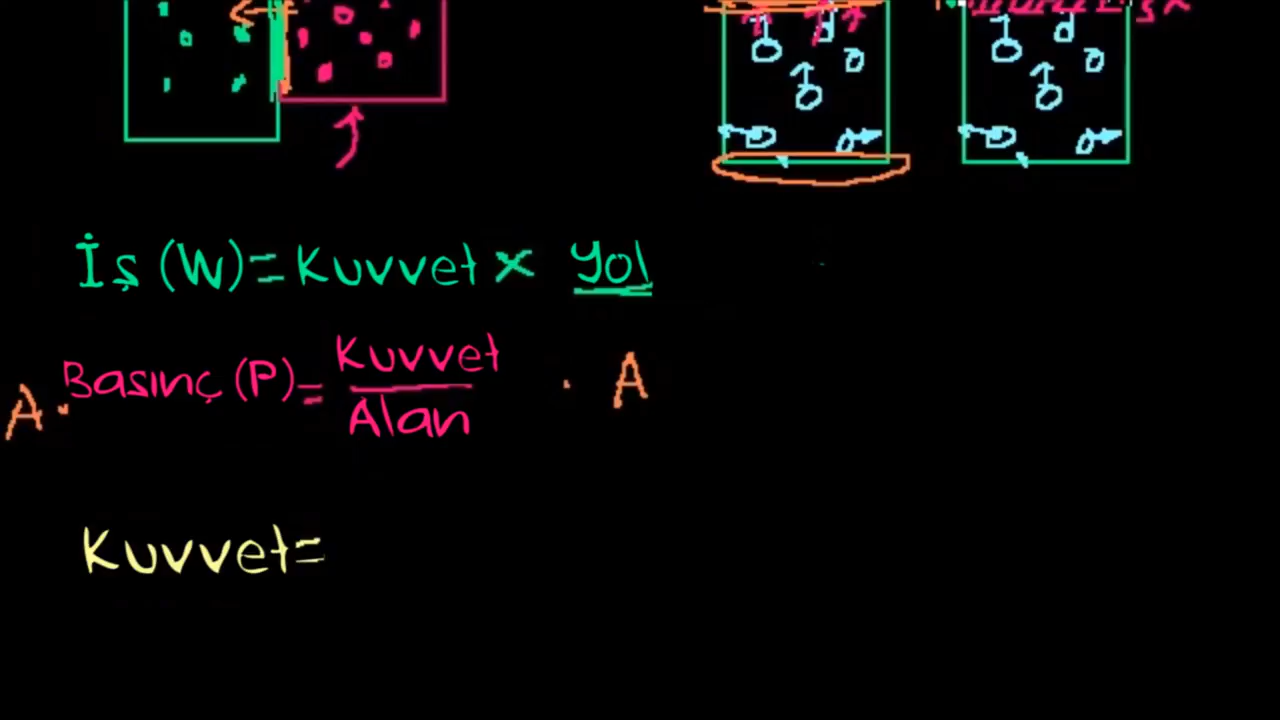 İş (W)=Kuvvet × yol
A · Basınç (P)= Kuvvet / Alan · A
Kuvvet=